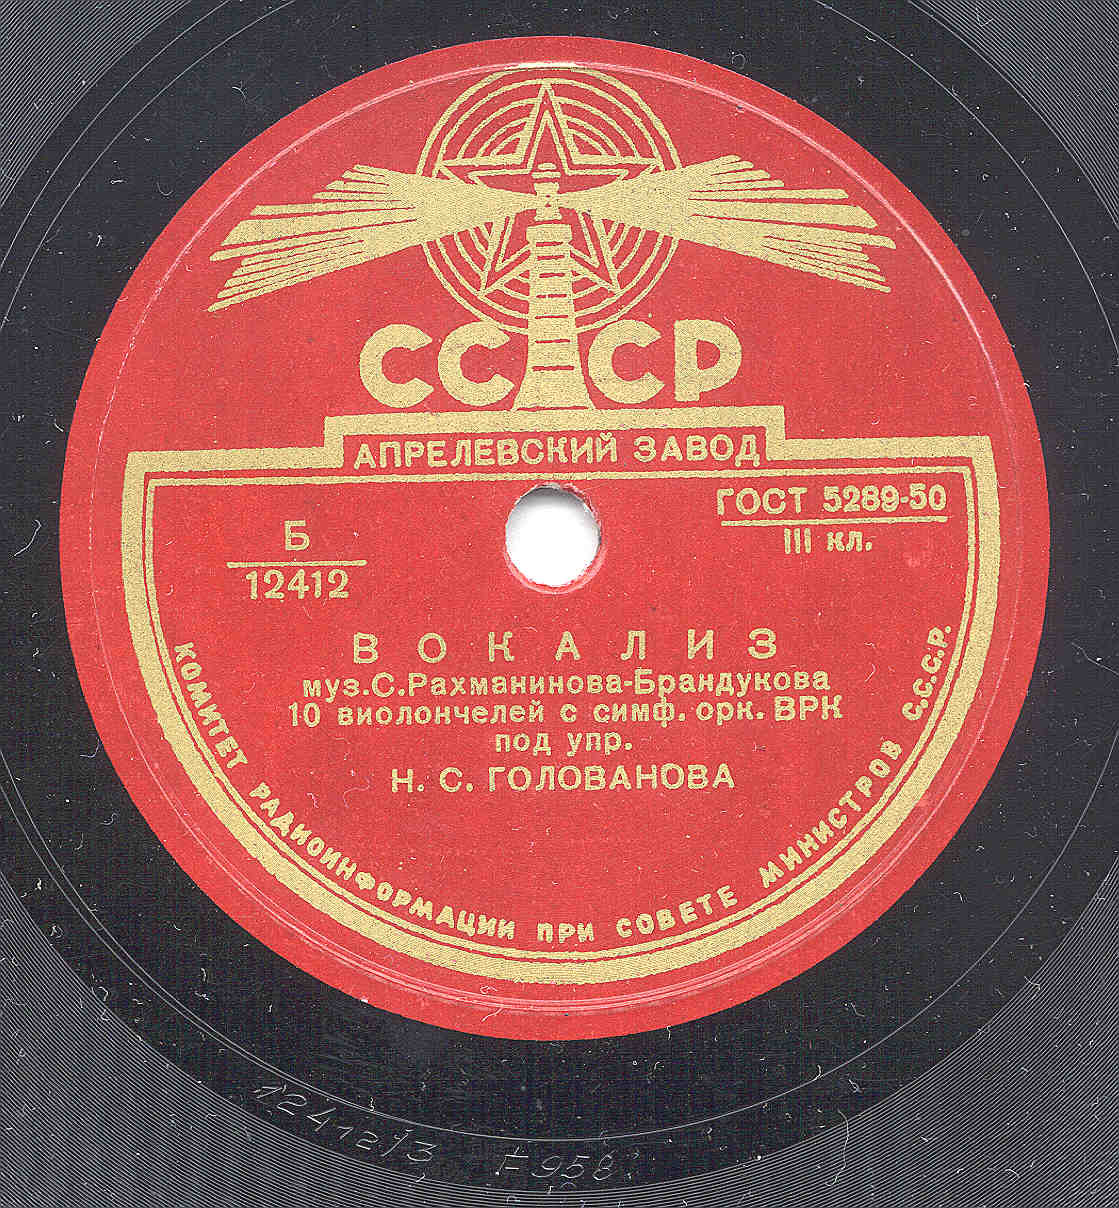 СССР
АПРЕЛЕВСКИЙ ЗАВОД
ГОСТ 5289-50
III кл.
Б
12412
ВОКАЛИЗ
муз. С. Рахманинова-Брандукова
10 виолончелей с симф. орк. ВРК
под упр.
Н. С. ГОЛОВАНОВА
КОМИТЕТ РАДИОИНФОРМАЦИИ ПРИ СОВЕТЕ МИНИСТРОВ С.С.С.Р.
12412/3 F958